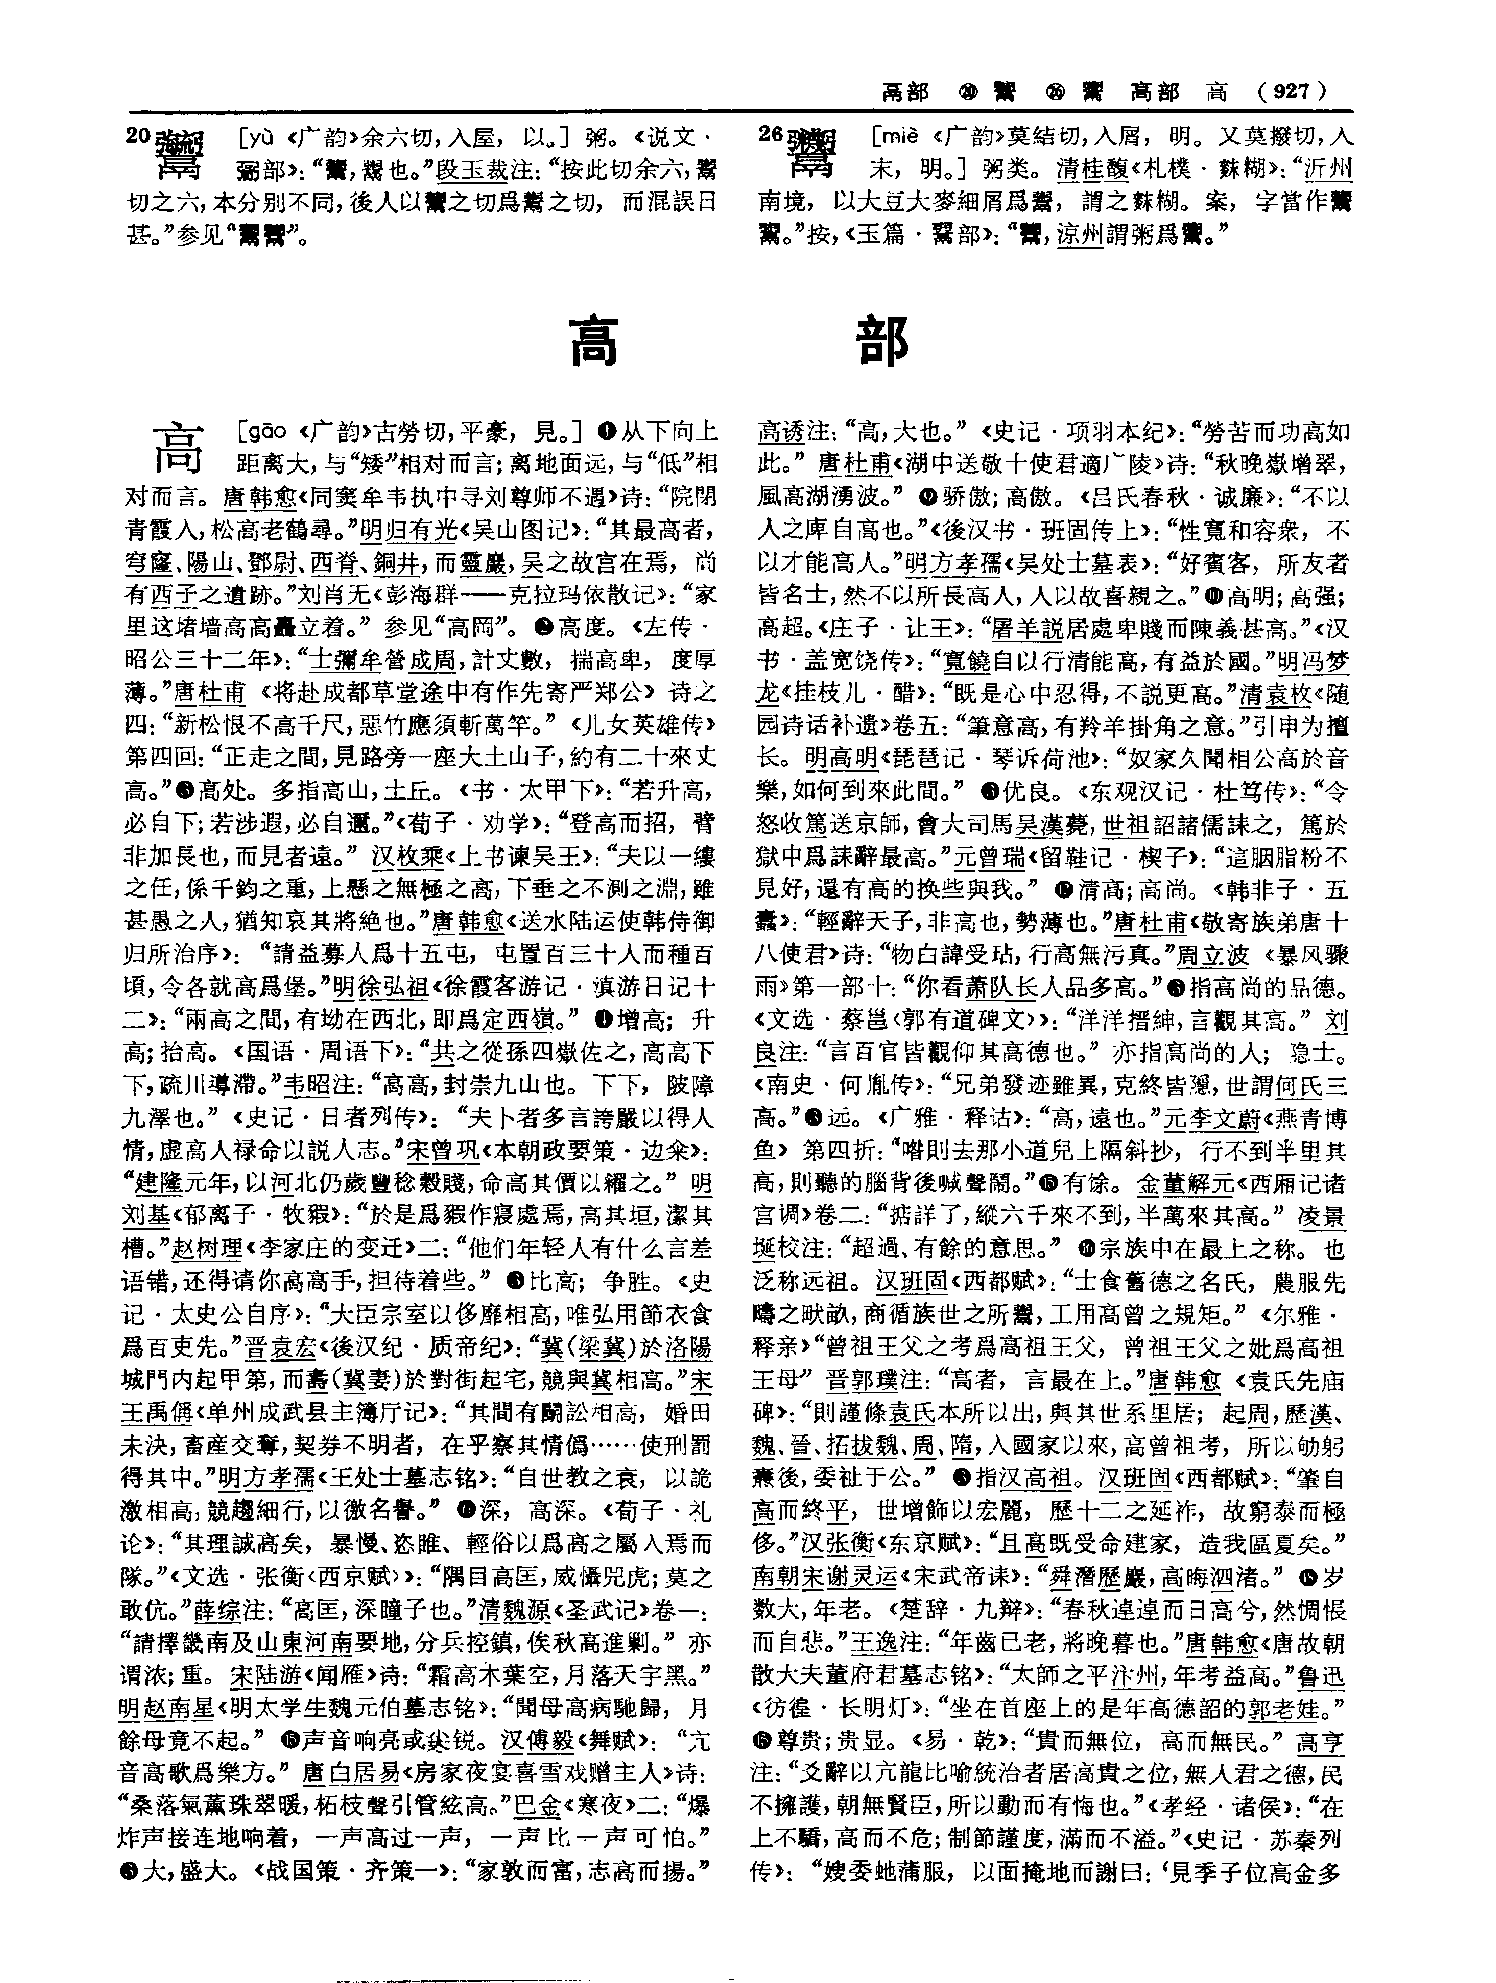 鬲部 ⑳ ㉖ 高部 高 (927)
20 [yù 《广韵》余六切,入屋,以。] 粥。《说文·
弼部》:“ ,鬻也。”段玉裁注:“按此切余六,鬻
切之六,本分别不同,後人以 之切爲鬻之切,而混誤日
甚。”参见“ ”。
26 [miè 《广韵》莫結切,入屑,明。又莫撥切,入
末,明。] 粥类。清桂馥《札樸·䴲糊》:“沂州
南境,以大豆大麥細屑爲鬻,謂之䴲糊。案,字當作
。”按,《玉篇· 部》:“ ,涼州謂粥爲 。”
高 部
高 [gāo 《广韵》古勞切,平豪,見。] ❶从下向上
距离大,与“矮”相对而言;离地面远,与“低”相
对而言。唐韩愈《同窦牟韦执中寻刘尊师不遇》诗:“院閉
青霞入,松高老鶴尋。”明归有光《吴山图记》:“其最高者,
穹窿、陽山、鄧尉、西脊、銅井,而靈巖,吴之故宫在焉,尚
有西子之遺跡。”刘肖无《彭海群——克拉玛依散记》:“家
里这堵墙高高矗立着。” 参见“高岡”。❷高度。《左传·
昭公三十二年》:“士彌牟營成周,計丈數,揣高卑,度厚
薄。”唐杜甫《将赴成都草堂途中有作先寄严郑公》诗之
四:“新松恨不高千尺,惡竹應須斬萬竿。”《儿女英雄传》
第四回:“正走之間,見路旁一座大土山子,約有二十來丈
高。”❸高处。多指高山,土丘。《书·太甲下》:“若升高,
必自下;若涉遐,必自邇。”《荀子·劝学》:“登高而招,臂
非加長也,而見者遠。” 汉枚乘《上书谏吴王》:“夫以一縷
之任,係千鈞之重,上懸之無極之高,下垂之不測之淵,雖
甚愚之人,猶知哀其將絶也。”唐韩愈《送水陆运使韩侍御
归所治序》:“請益募人爲十五屯,屯置百三十人而種百
頃,令各就高爲堡。”明徐弘祖《徐霞客游记·滇游日记十
二》:“兩高之間,有坳在西北,即爲定西嶺。” ❹增高;升
高;抬高。《国语·周语下》:“共之從孫四嶽佐之,高高下
下,疏川導滯。”韦昭注:“高高,封崇九山也。下下,陂障
九澤也。”《史记·日者列传》:“夫卜者多言誇嚴以得人
情,虚高人禄命以説人志。”宋曾巩《本朝政要策·边籴》:
“建隆元年,以河北仍歲豐稔穀賤,命高其價以糴之。” 明
刘基《郁离子·牧豭》:“於是爲豭作寢處焉,高其垣,潔其
槽。”赵树理《李家庄的变迁》二:“他们年轻人有什么言差
语错,还得请你高高手,担待着些。” ❺比高;争胜。《史
记·太史公自序》:“大臣宗室以侈靡相高,唯弘用節衣食
爲百吏先。”晋袁宏《後汉纪·质帝纪》:“冀(梁冀)於洛陽
城門内起甲第,而壽(冀妻)於對街起宅,競與冀相高。”宋
王禹偁《单州成武县主簿厅记》:“其間有鬭訟相高,婚田
未決,畜産交奪,契券不明者,在乎察其情僞……使刑罰
得其中。”明方孝孺《王处士墓志铭》:“自世教之衰,以詭
激相高,競趨細行,以徼名譽。” ❻深,高深。《荀子·礼
论》:“其理誠高矣,暴慢、恣睢、輕俗以爲高之屬入焉而
隊。”《文选·张衡〈西京赋〉》:“隅目高匡,威懾兕虎;莫之
敢伉。”薛综注:“高匡,深瞳子也。”清魏源《圣武记》卷一:
“請擇畿南及山東河南要地,分兵控鎮,俟秋高進剿。” 亦
谓浓;重。 宋陆游《闻雁》诗:“霜高木葉空,月落天宇黑。”
明赵南星《明太学生魏元伯墓志铭》:“聞母高病馳歸,月
餘母竟不起。” ❼声音响亮或尖锐。汉傅毅《舞赋》:“亢
音高歌爲樂方。” 唐白居易《房家夜宴喜雪戏赠主人》诗:
“桑落氣薰珠翠暖,柘枝聲引管絃高。”巴金《寒夜》二:“爆
炸声接连地响着,一声高过一声,一声比一声可怕。”
❽大,盛大。《战国策·齐策一》:“家敦而富,志高而揚。”
高诱注:“高,大也。”《史记·项羽本纪》:“勞苦而功高如
此。” 唐杜甫《湖中送敬十使君適广陵》诗:“秋晚嶽增翠,
風高湖湧波。” ❾骄傲;高傲。《吕氏春秋·诚廉》:“不以
人之庳自高也。”《後汉书·班固传上》:“性寬和容衆,不
以才能高人。”明方孝孺《吴处士墓表》:“好賓客,所友者
皆名士,然不以所長高人,人以故喜親之。”❿高明;高强;
高超。《庄子·让王》:“屠羊説居處卑賤而陳義甚高。”《汉
书·盖宽饶传》:“寬饒自以行清能高,有益於國。”明冯梦
龙《挂枝儿·醋》:“既是心中忍得,不説更高。”清袁枚《随
园诗话补遗》卷五:“筆意高,有羚羊掛角之意。”引申为擅
长。 明高明《琵琶记·琴诉荷池》:“奴家久聞相公高於音
樂,如何到來此間。” ⓫优良。《东观汉记·杜笃传》:“令
怒收篤送京師,會大司馬吴漢薨,世祖詔諸儒誄之,篤於
獄中爲誄辭最高。”元曾瑞《留鞋记·楔子》:“這胭脂粉不
見好,還有高的换些與我。” ⓬清高;高尚。《韩非子·五
蠹》:“輕辭天子,非高也,勢薄也。”唐杜甫《敬寄族弟唐十
八使君》诗:“物白諱受玷,行高無污真。”周立波《暴风骤
雨》第一部十:“你看萧队长人品多高。”⓭指高尚的品德。
《文选·蔡邕〈郭有道碑文〉》:“洋洋搢紳,言觀其高。” 刘
良注:“言百官皆觀仰其高德也。” 亦指高尚的人;隐士。
《南史·何胤传》:“兄弟發迹雖異,克終皆隱,世謂何氏三
高。”⓮远。《广雅·释诂》:“高,遠也。”元李文蔚《燕青博
鱼》第四折:“喒則去那小道兒上隔斜抄,行不到半里其
高,則聽的腦背後喊聲鬧。”⓯有馀。金董解元《西厢记诸
宫调》卷二:“掂詳了,縱六千來不到,半萬來其高。” 凌景
埏校注:“超過、有餘的意思。” ⓰宗族中在最上之称。也
泛称远祖。汉班固《西都赋》:“士食舊德之名氏,農服先
疇之畎畝,商循族世之所鬻,工用高曾之規矩。”《尔雅·
释亲》“曾祖王父之考爲高祖王父,曾祖王父之妣爲高祖
王母” 晋郭璞注:“高者,言最在上。”唐韩愈《袁氏先庙
碑》:“則謹條袁氏本所以出,與其世系里居;起周,歷漢、
魏、晉、拓拔魏、周、隋,入國家以來,高曾祖考,所以劬躬
燾後,委祉于公。” ⓱指汉高祖。汉班固《西都赋》:“肇自
高而終平,世增飾以宏麗,歷十二之延祚,故窮泰而極
侈。”汉张衡《东京赋》:“且高既受命建家,造我區夏矣。”
南朝宋谢灵运《宋武帝诔》:“舜潛歷巖,高晦泗渚。” ⓲岁
数大,年老。《楚辞·九辩》:“春秋逴逴而日高兮,然惆悵
而自悲。”王逸注:“年齒已老,將晚暮也。”唐韩愈《唐故朝
散大夫董府君墓志铭》:“太師之平汴州,年考益高。”鲁迅
《彷徨·长明灯》:“坐在首座上的是年高德韶的郭老娃。”
⓳尊贵;贵显。《易·乾》:“貴而無位,高而無民。” 高亨
注:“爻辭以亢龍比喻統治者居高貴之位,無人君之德,民
不擁護,朝無賢臣,所以動而有悔也。”《孝经·诸侯》:“在
上不驕,高而不危;制節謹度,滿而不溢。”《史记·苏秦列
传》:“嫂委虵蒲服,以面掩地而謝曰:‘見季子位高金多